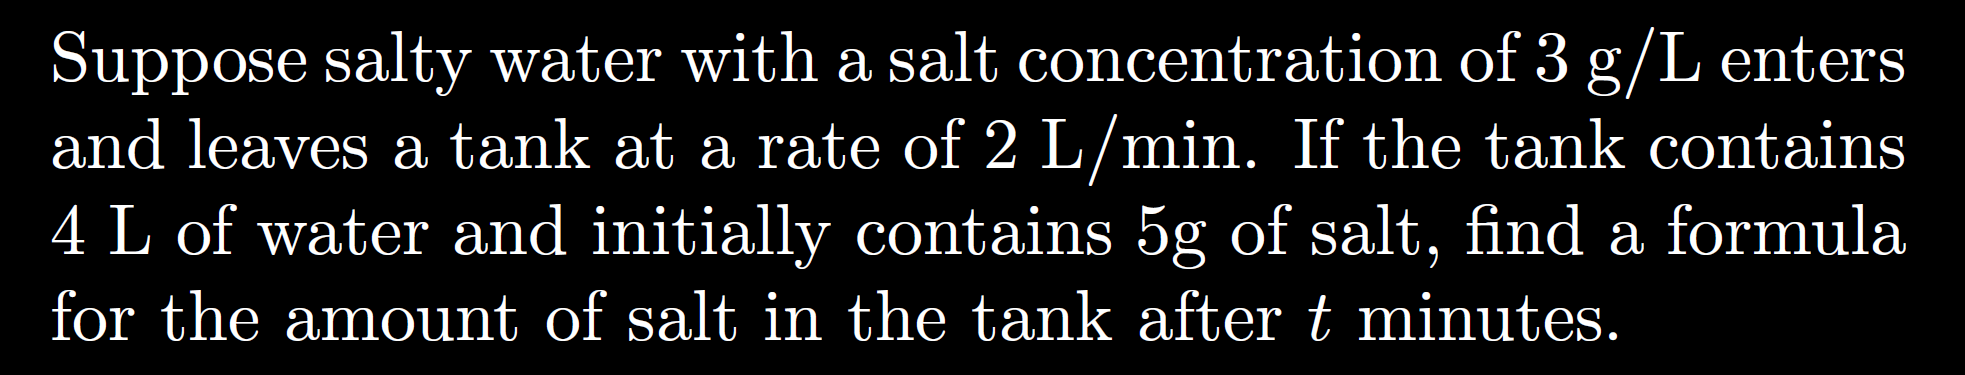 Suppose salty water with a salt concentration of 3 g/L enters
and leaves a tank at a rate of 2 L/min. If the tank contains
4 L of water and initially contains 5g of salt, find a formula
for the amount of salt in the tank after t minutes.